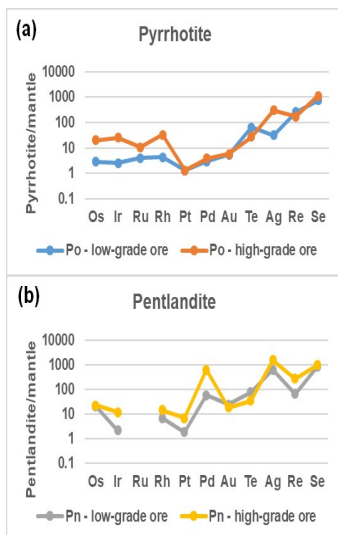 (a)
Pyrrhotite
Pyrrhotite/mantle
10000
1000
100
10
1
0.1
Os Ir Ru Rh Pt Pd Au Te Ag Re Se
Po - low-grade ore Po - high-grade ore
(b)
Pentlandite
Pentlandite/mantle
10000
1000
100
10
1
0.1
Os Ir Ru Rh Pt Pd Au Te Ag Re Se
Pn - low-grade ore Pn - high-grade ore